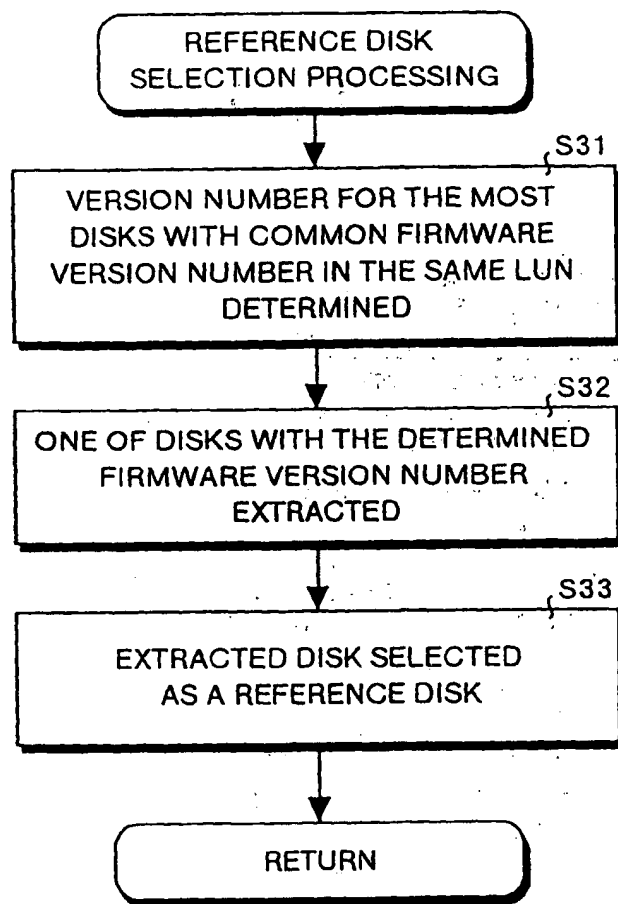 REFERENCE DISK
SELECTION PROCESSING
S31
VERSION NUMBER FOR THE MOST
DISKS WITH COMMON FIRMWARE
VERSION NUMBER IN THE SAME LUN
DETERMINED
S32
ONE OF DISKS WITH THE DETERMINED
FIRMWARE VERSION NUMBER
EXTRACTED
S33
EXTRACTED DISK SELECTED
AS A REFERENCE DISK
RETURN